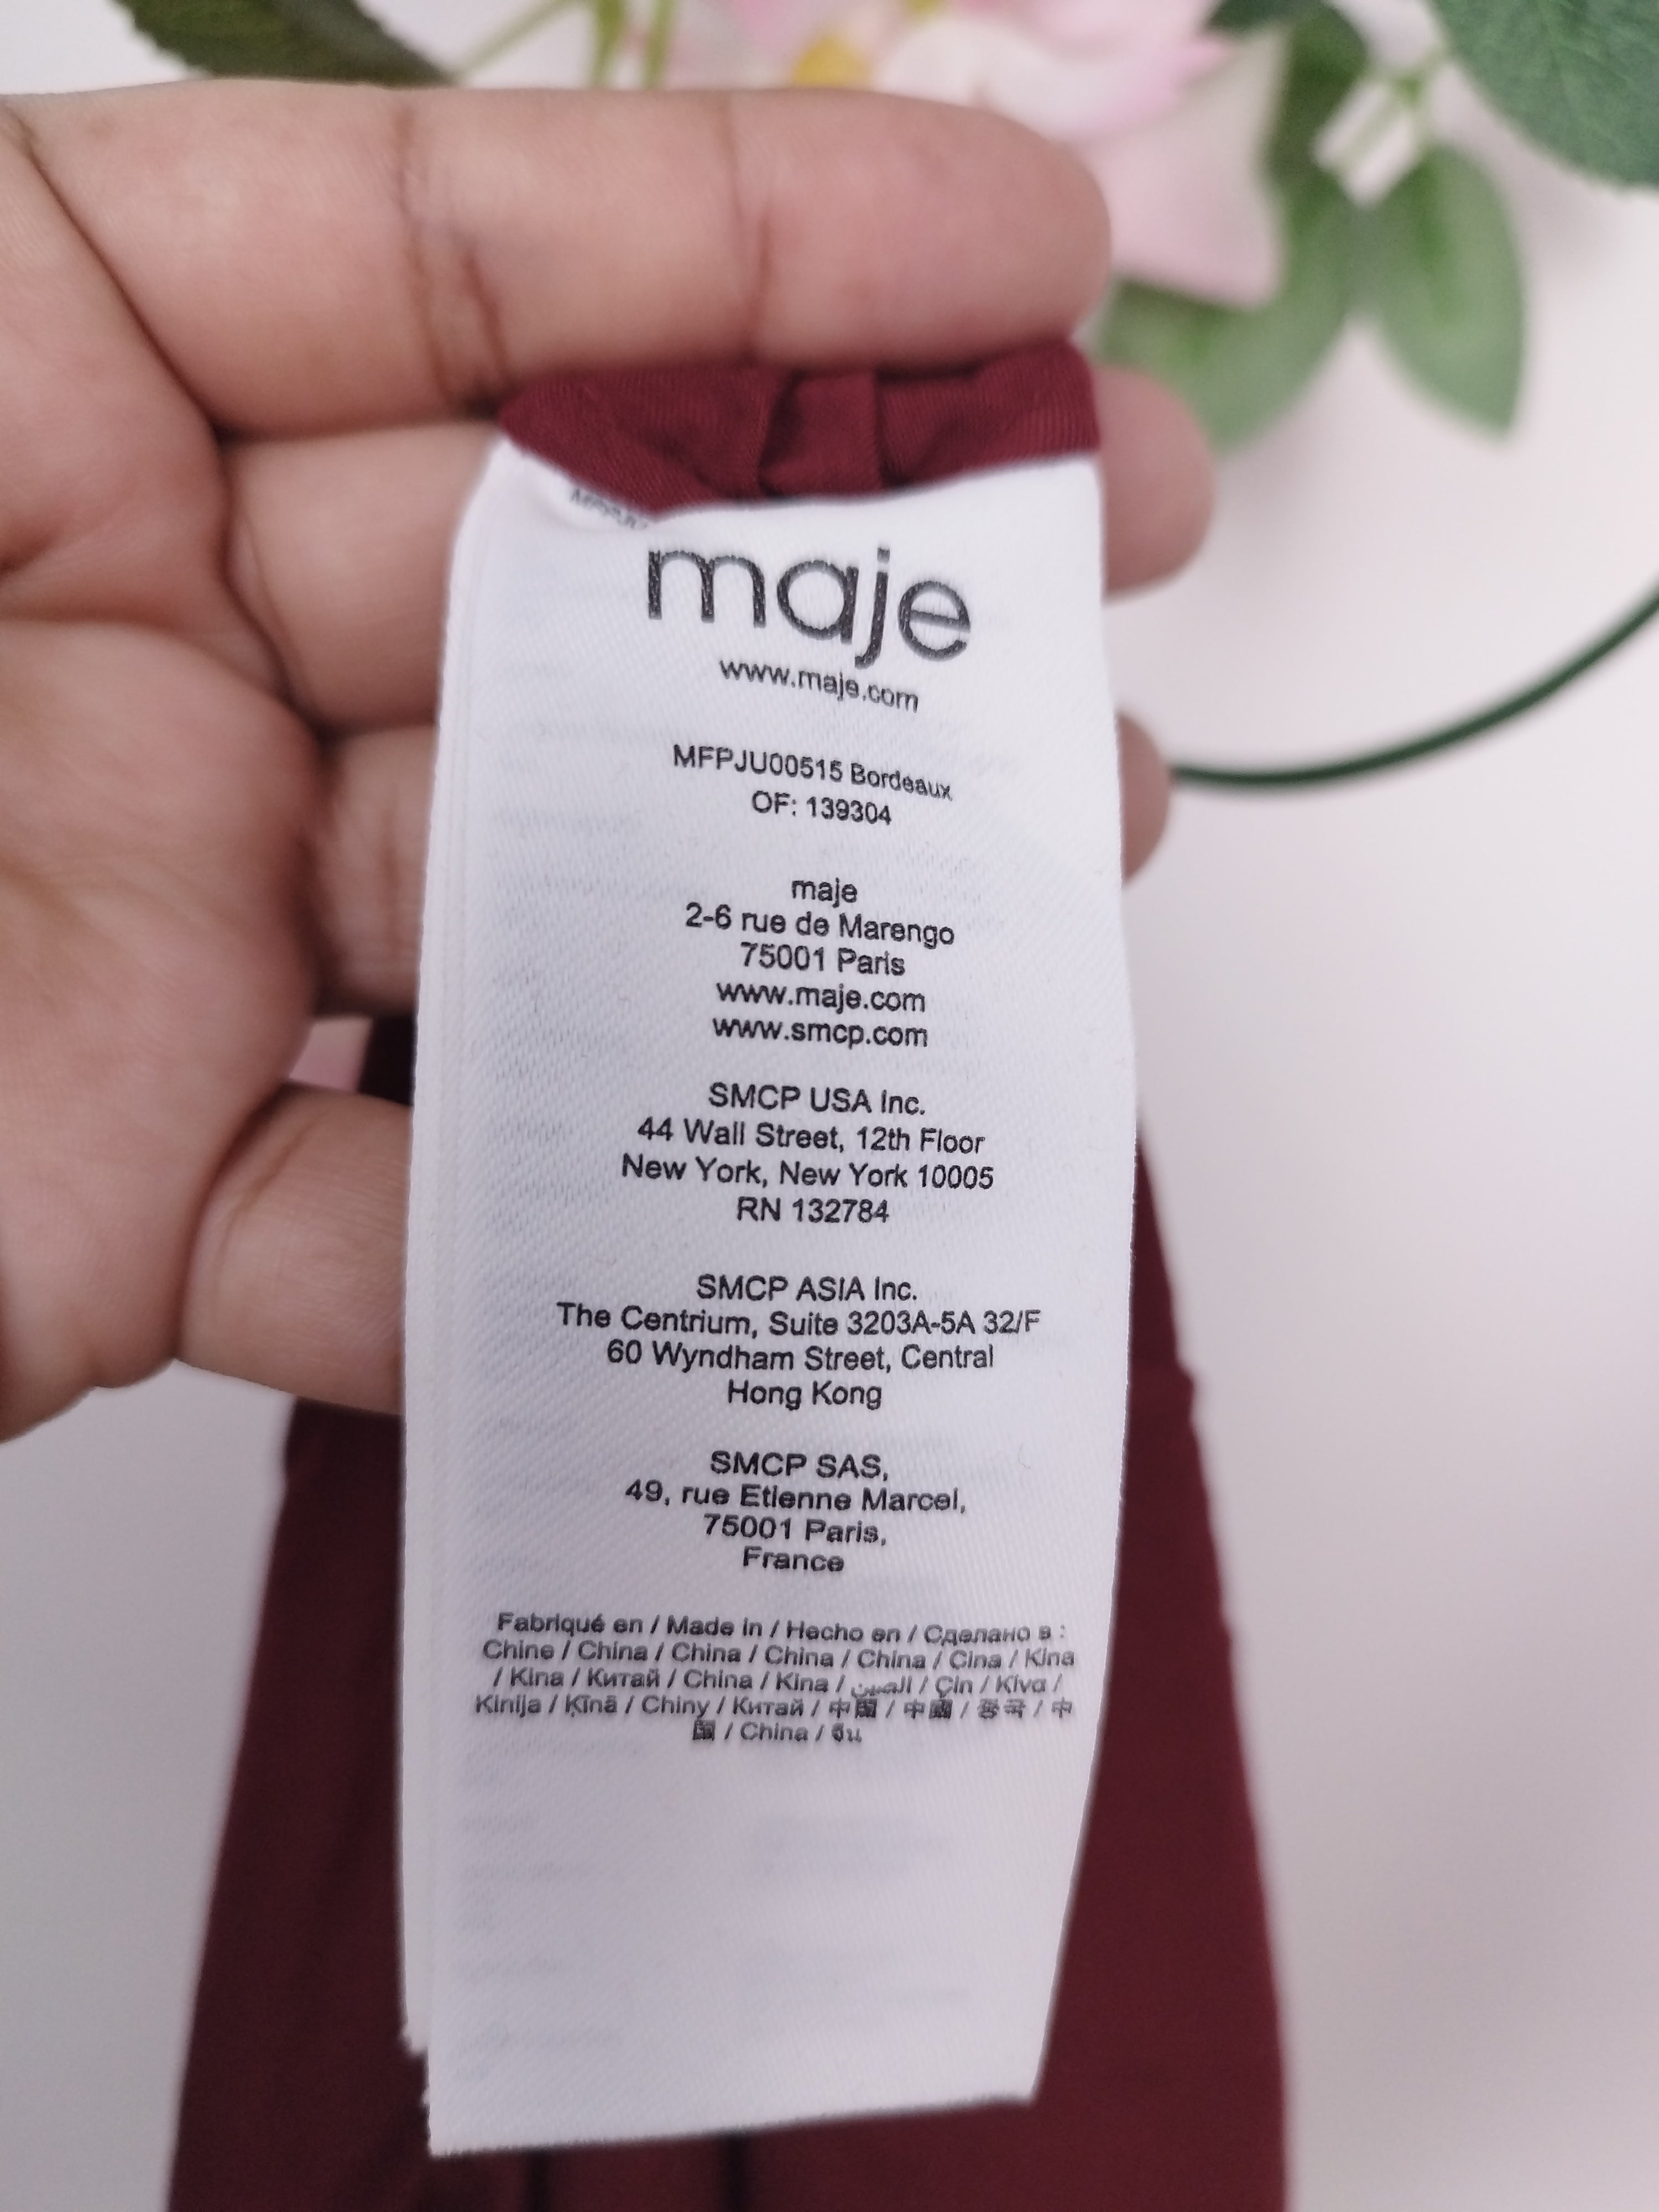 maje
www.maje.com
MFPJU00515 Bordeaux
OF: 139304
maje
2-6 rue de Marengo
75001 Paris
www.maje.com
www.smcp.com
SMCP USA Inc.
44 Wall Street, 12th Floor
New York, New York 10005
RN 132784
SMCP ASIA Inc.
The Centrium, Suite 3203A-5A 32/F
60 Wyndham Street, Central
Hong Kong
SMCP SAS,
49, rue Etienne Marcel,
75001 Paris,
France
Fabriqué en / Made in / Hecho en / Сделано в :
Chine / China / China / China / China / Cina / Kina
/ Kina / Китай / China / Kina / الصين / Çin / Κίνα /
Kinija / Ķīnā / Chiny / Китай / 中国 / 中國 / 중국 / 中
国 / China / จีน